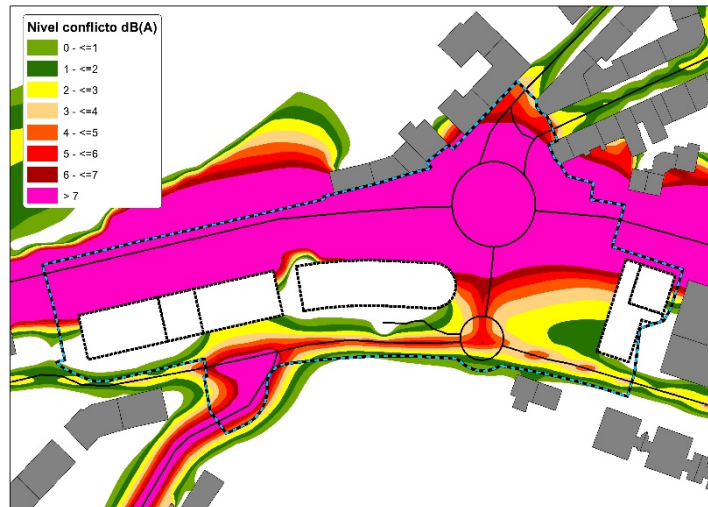 Nivel conflicto dB(A)
0 - <=1
1 - <=2
2 - <=3
3 - <=4
4 - <=5
5 - <=6
6 - <=7
> 7